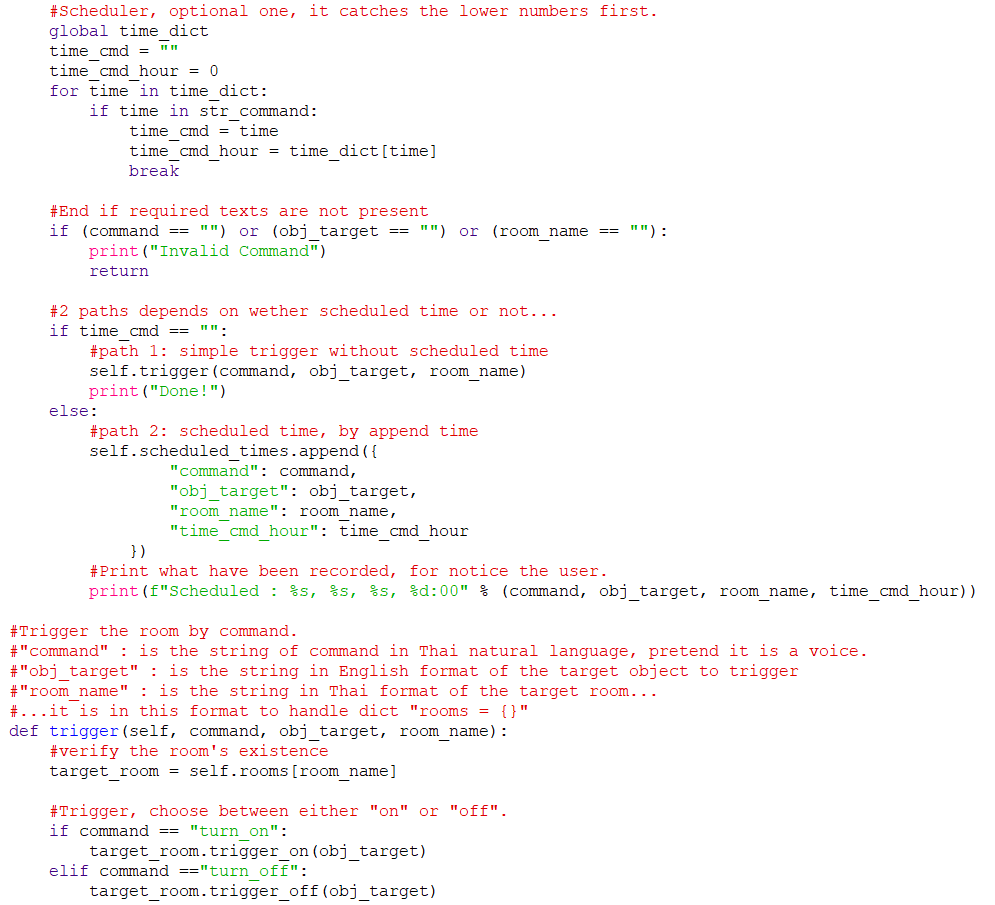 #Scheduler, optional one, it catches the lower numbers first.
    global time_dict
    time_cmd = ""
    time_cmd_hour = 0
    for time in time_dict:
        if time in str_command:
            time_cmd = time
            time_cmd_hour = time_dict[time]
            break

    #End if required texts are not present
    if (command == "") or (obj_target == "") or (room_name == ""):
        print("Invalid Command")
        return

    #2 paths depends on wether scheduled time or not...
    if time_cmd == "":
        #path 1: simple trigger without scheduled time
        self.trigger(command, obj_target, room_name)
        print("Done!")
    else:
        #path 2: scheduled time, by append time
        self.scheduled_times.append({
                "command": command,
                "obj_target": obj_target,
                "room_name": room_name,
                "time_cmd_hour": time_cmd_hour
            })
        #Print what have been recorded, for notice the user.
        print(f"Scheduled : %s, %s, %s, %d:00" % (command, obj_target, room_name, time_cmd_hour))

#Trigger the room by command.
#"command" : is the string of command in Thai natural language, pretend it is a voice.
#"obj_target" : is the string in English format of the target object to trigger
#"room_name" : is the string in Thai format of the target room...
#...it is in this format to handle dict "rooms = {}"
def trigger(self, command, obj_target, room_name):
    #verify the room's existence
    target_room = self.rooms[room_name]

    #Trigger, choose between either "on" or "off".
    if command == "turn_on":
        target_room.trigger_on(obj_target)
    elif command =="turn_off":
        target_room.trigger_off(obj_target)